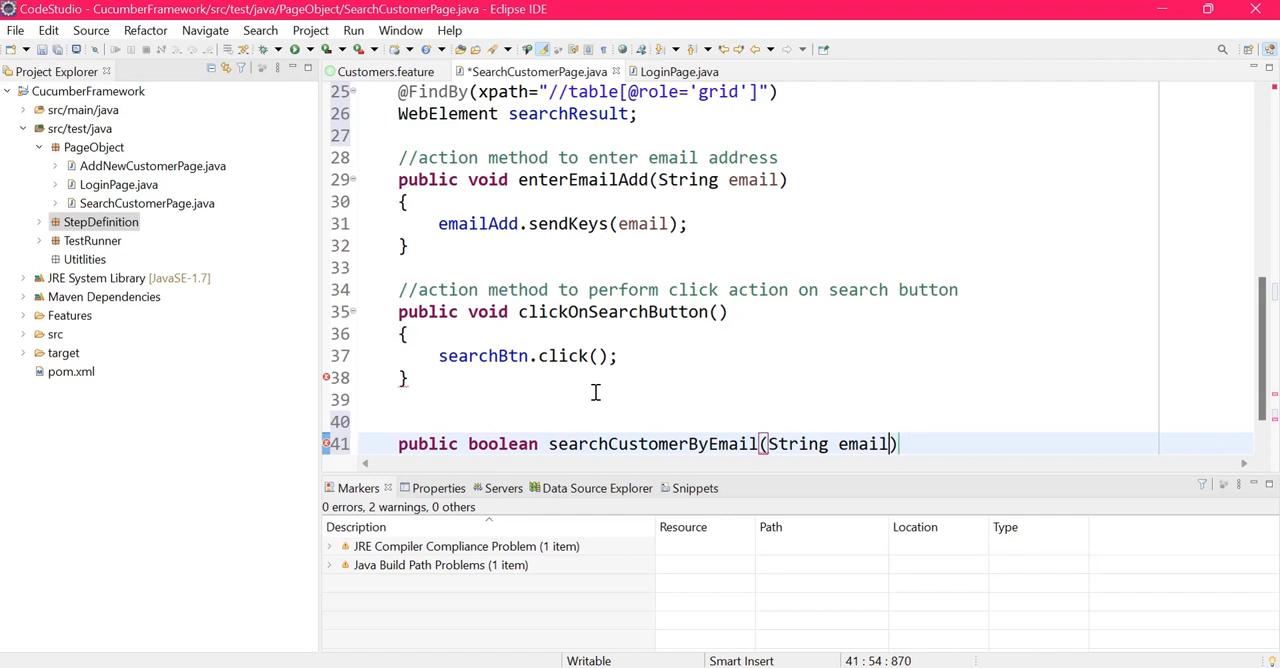 CodeStudio - CucumberFramework/src/test/java/PageObject/SearchCustomerPage.java - Eclipse IDE
File Edit Source Refactor Navigate Search Project Run Window Help
Project Explorer
Customers.feature
*SearchCustomerPage.java
LoginPage.java
CucumberFramework
src/main/java
src/test/java
PageObject
AddNewCustomerPage.java
LoginPage.java
SearchCustomerPage.java
StepDefinition
TestRunner
Uitilities
JRE System Library [JavaSE-1.7]
Maven Dependencies
Features
src
target
pom.xml
25 @FindBy(xpath="//table[@role='grid']")
26 WebElement searchResult;
27
28 //action method to enter email address
29 public void enterEmailAdd(String email)
30 {
31 emailAdd.sendKeys(email);
32 }
33
34 //action method to perform click action on search button
35 public void clickOnSearchButton()
36 {
37 searchBtn.click();
38 }
39
40
41 public boolean searchCustomerByEmail(String email)
Markers Properties Servers Data Source Explorer Snippets
0 errors, 2 warnings, 0 others
Description Resource Path Location Type
JRE Compiler Compliance Problem (1 item)
Java Build Path Problems (1 item)
Writable Smart Insert 41 : 54 : 870